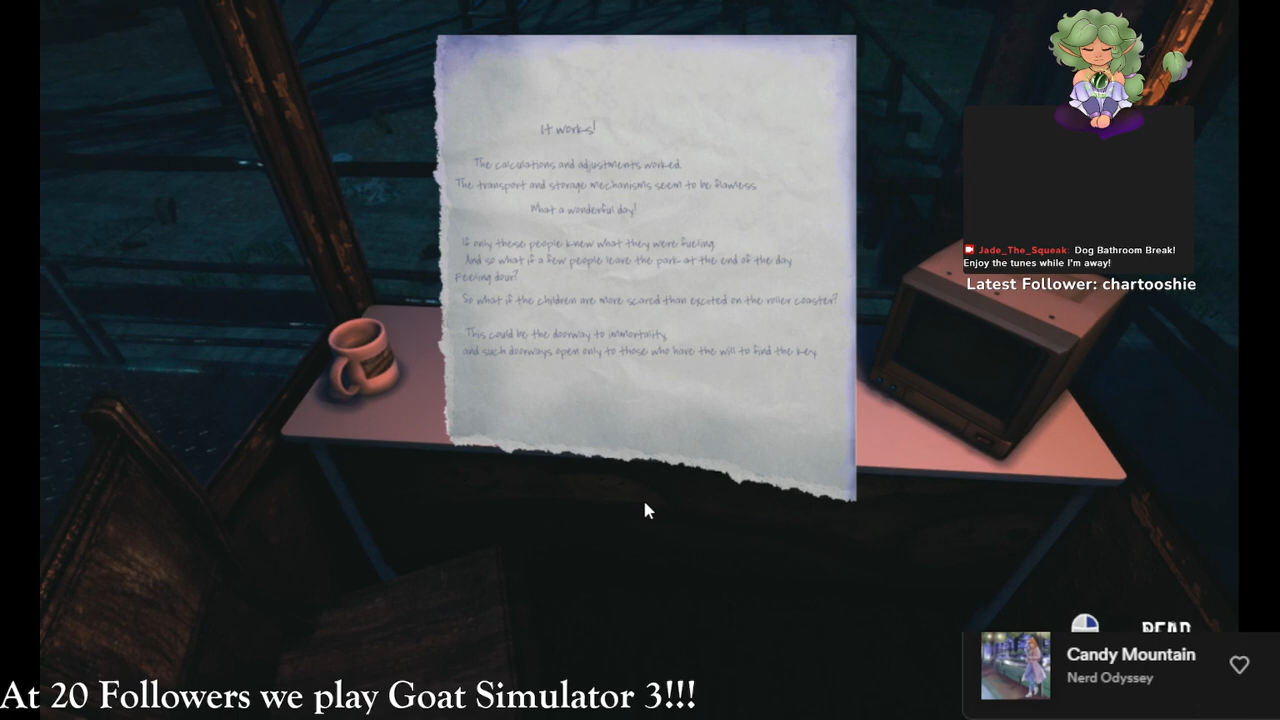 It works!
The calculations and adjustments worked.
The transport and storage mechanisms seem to be flawless
What a wonderful day!
If only these people knew what they were fueling.
And so what if a few people leave the park at the end of the day
Feeling dour?
So what if the children are more scared than excited on the roller coaster?
This could be the doorway to immortality,
and such doorways open only to those who have the will to find the key.
Jade_The_Squeak: Dog Bathroom Break!
Enjoy the tunes while I'm away!
Latest Follower: chartooshie
READ
Candy Mountain
Nerd Odyssey
At 20 Followers we play Goat Simulator 3!!!